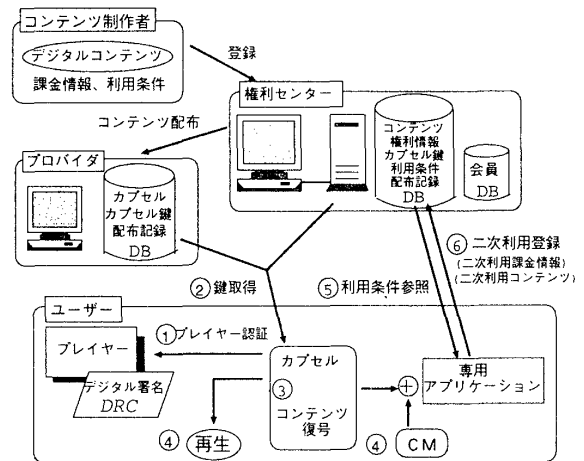 コンテンツ制作者
デジタルコンテンツ
課金情報、利用条件
登録
権利センター
コンテンツ
権利情報
カプセル鍵
利用条件
配布記録
DB
会員
DB
コンテンツ配布
プロバイダ
カプセル
カプセル鍵
配布記録
DB
⑥ 二次利用登録
(二次利用課金情報)
(二次利用コンテンツ)
② 鍵取得
⑤ 利用条件参照
ユーザー
① プレイヤー認証
プレイヤー
デジタル署名
DRC
カプセル
③
コンテンツ
復号
専用
アプリケーション
④ 再生
④ CM